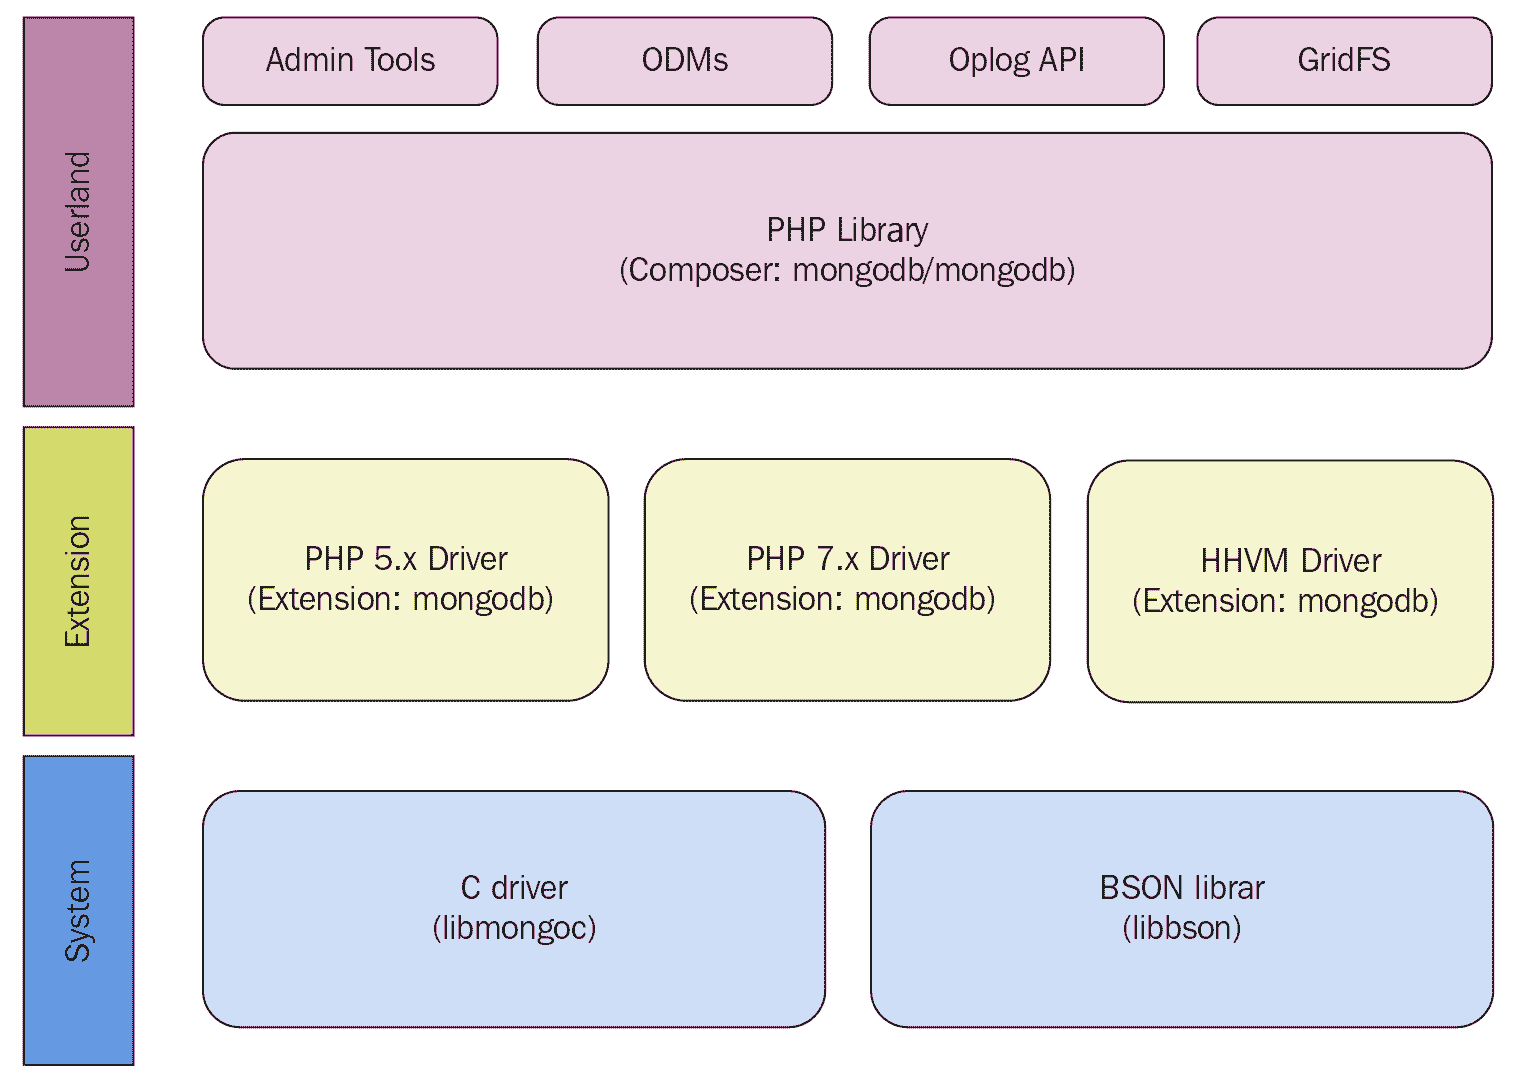 Userland
Admin Tools
ODMs
Oplog API
GridFS
PHP Library
(Composer: mongodb/mongodb)
Extension
PHP 5.x Driver
(Extension: mongodb)
PHP 7.x Driver
(Extension: mongodb)
HHVM Driver
(Extension: mongodb)
System
C driver
(libmongoc)
BSON librar
(libbson)